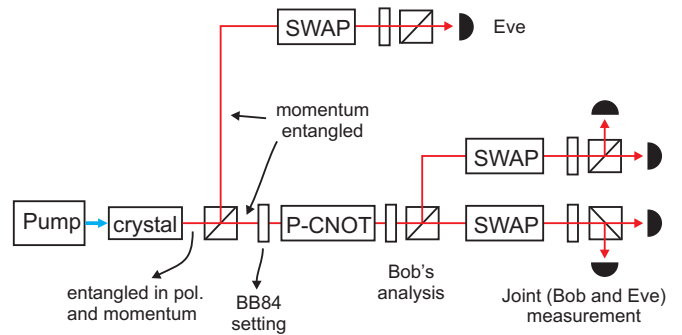 SWAP
Eve
momentum
entangled
SWAP
Pump
crystal
P-CNOT
SWAP
entangled in pol.
and momentum
BB84
setting
Bob's
analysis
Joint (Bob and Eve)
measurement